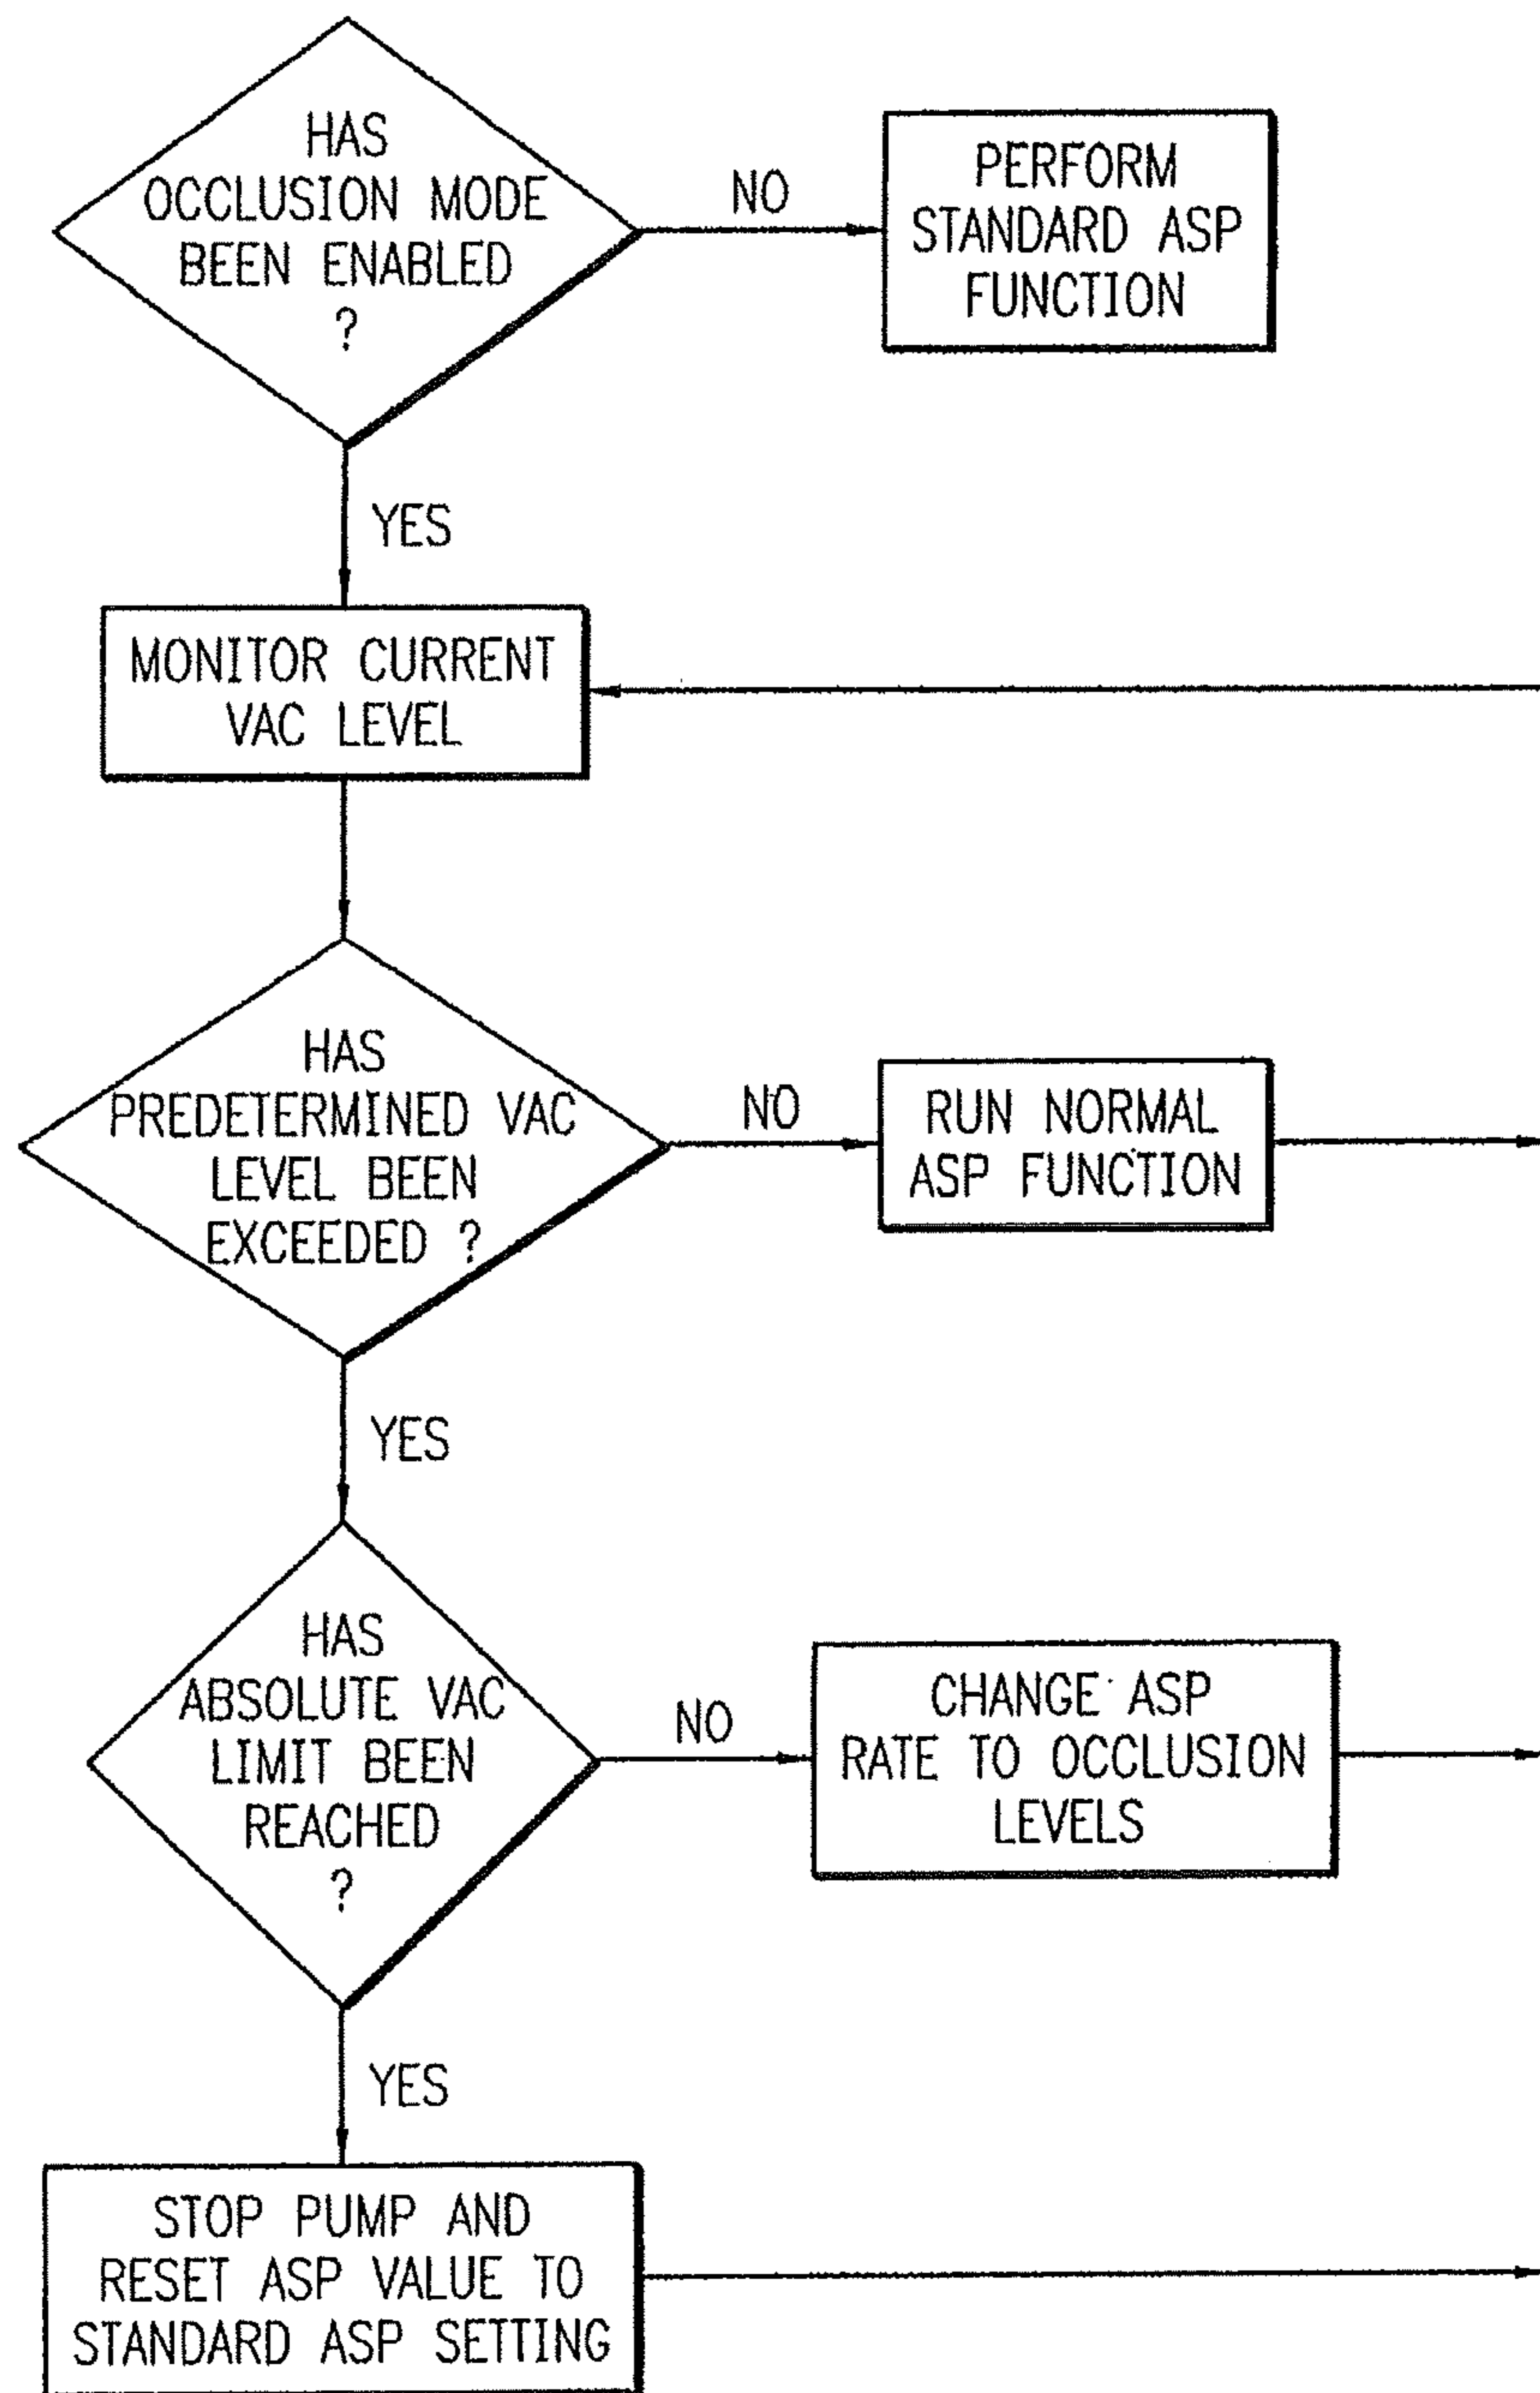 HAS
OCCLUSION MODE
BEEN ENABLED
?
NO
PERFORM
STANDARD ASP
FUNCTION
YES
MONITOR CURRENT
VAC LEVEL
HAS
PREDETERMINED VAC
LEVEL BEEN
EXCEEDED ?
NO
RUN NORMAL
ASP FUNCTION
YES
HAS
ABSOLUTE VAC
LIMIT BEEN
REACHED
?
NO
CHANGE ASP
RATE TO OCCLUSION
LEVELS
YES
STOP PUMP AND
RESET ASP VALUE TO
STANDARD ASP SETTING